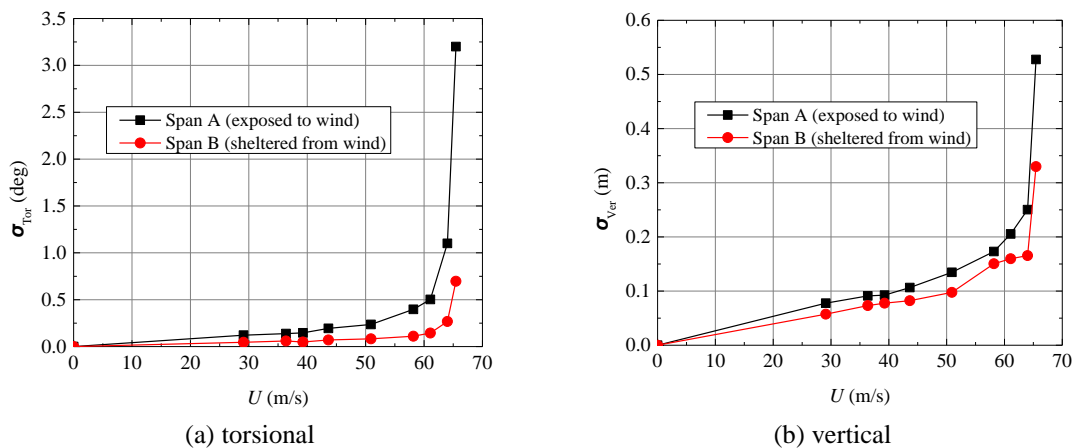 3.5
3.0
2.5
2.0
1.5
1.0
0.5
0.0
σTor (deg)
Span A (exposed to wind)
Span B (sheltered from wind)
0 10 20 30 40 50 60 70
U (m/s)
(a) torsional
0.6
0.5
0.4
0.3
0.2
0.1
0.0
σVer (m)
Span A (exposed to wind)
Span B (sheltered from wind)
0 10 20 30 40 50 60 70
U (m/s)
(b) vertical